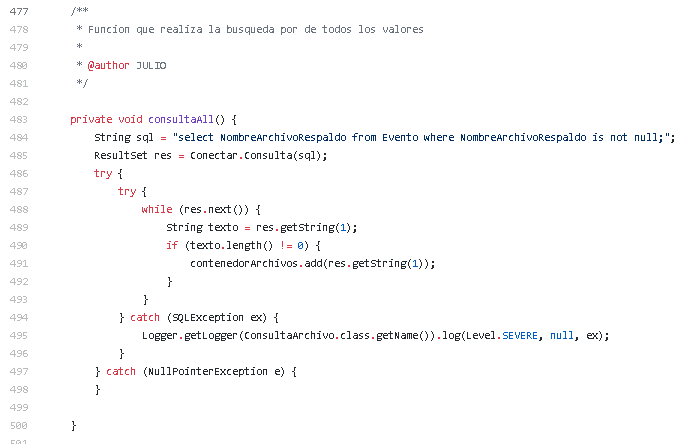 477 /**
478 * Funcion que realiza la busqueda por de todos los valores
479 *
480 * @author JULIO
481 */
482
483 private void consultaAll() {
484 String sql = "select NombreArchivoRespaldo from Evento where NombreArchivoRespaldo is not null;";
485 ResultSet res = Conectar.Consulta(sql);
486 try {
487 try {
488 while (res.next()) {
489 String texto = res.getString(1);
490 if (texto.length() != 0) {
491 contenedorArchivos.add(res.getString(1));
492 }
493 }
494 } catch (SQLException ex) {
495 Logger.getLogger(ConsultaArchivo.class.getName()).log(Level.SEVERE, null, ex);
496 }
497 } catch (NullPointerException e) {
498 }
499
500 }
501